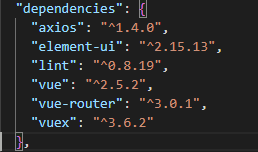 "dependencies": {
"axios": "^1.4.0",
"element-ui": "^2.15.13",
"lint": "^0.8.19",
"vue": "^2.5.2",
"vue-router": "^3.0.1",
"vuex": "^3.6.2"
},